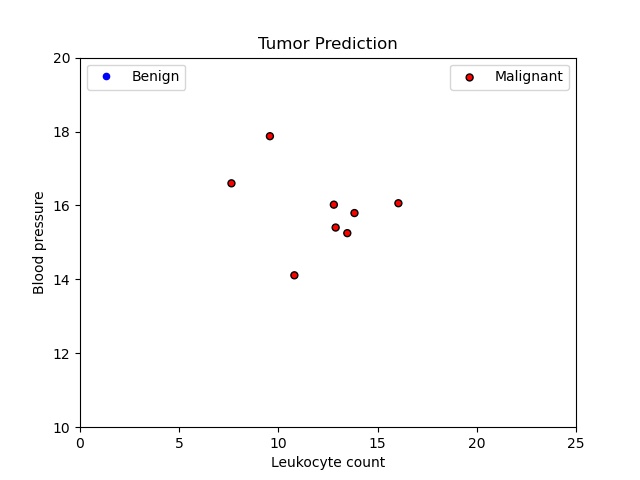 Tumor Prediction
Benign
Malignant
Blood pressure
20
18
16
14
12
10
0 5 10 15 20 25
Leukocyte count